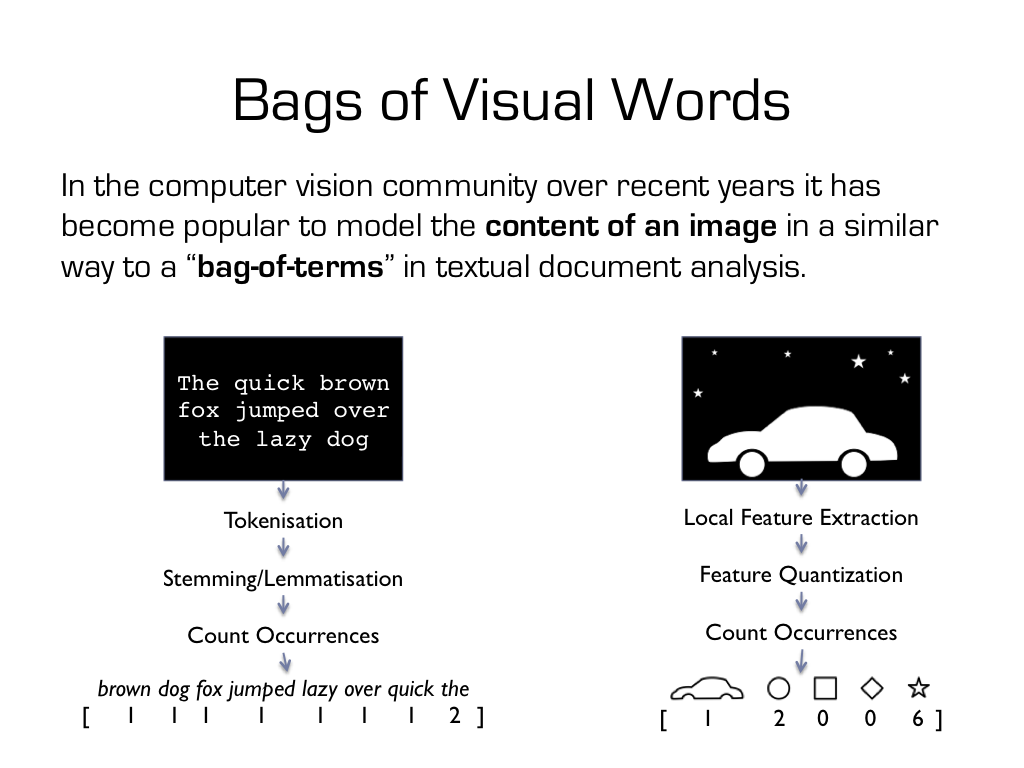 Bags of Visual Words
In the computer vision community over recent years it has
become popular to model the content of an image in a similar
way to a “bag-of-terms” in textual document analysis.
The quick brown
fox jumped over
the lazy dog
Tokenisation
Stemming/Lemmatisation
Count Occurrences
brown dog fox jumped lazy over quick the
[ 1 1 1 1 1 1 1 2 ]
Local Feature Extraction
Feature Quantization
Count Occurrences
[ 1 2 0 0 6 ]